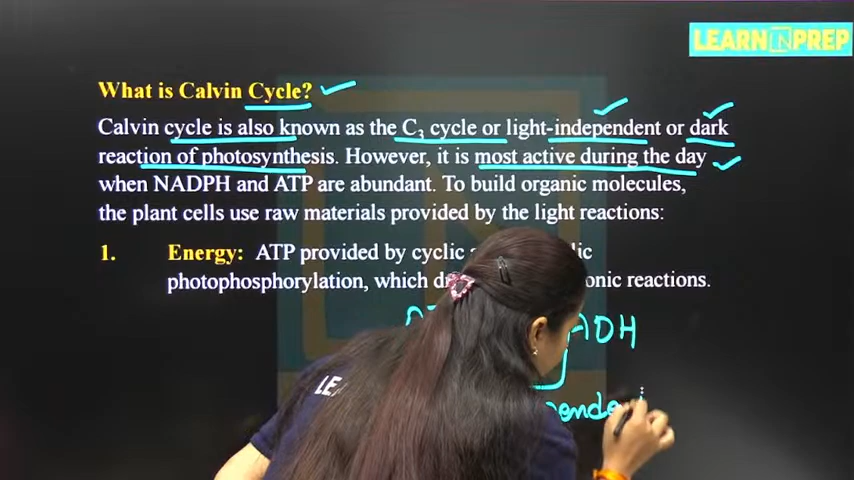 LEARN IN PREP
What is Calvin Cycle?
Calvin cycle is also known as the C₃ cycle or light-independent or dark
reaction of photosynthesis. However, it is most active during the day
when NADPH and ATP are abundant. To build organic molecules,
the plant cells use raw materials provided by the light reactions:
1. Energy: ATP provided by cyclic
photophosphorylation, which reactions.
LE